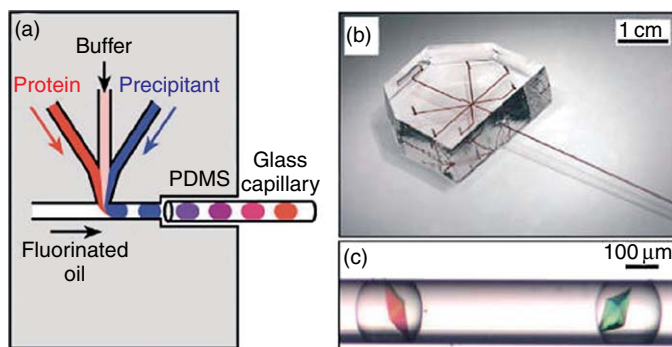 (a)
Buffer
Protein
Precipitant
PDMS
Glass
capillary
Fluorinated
oil
(b)
1 cm
(c)
100 μm